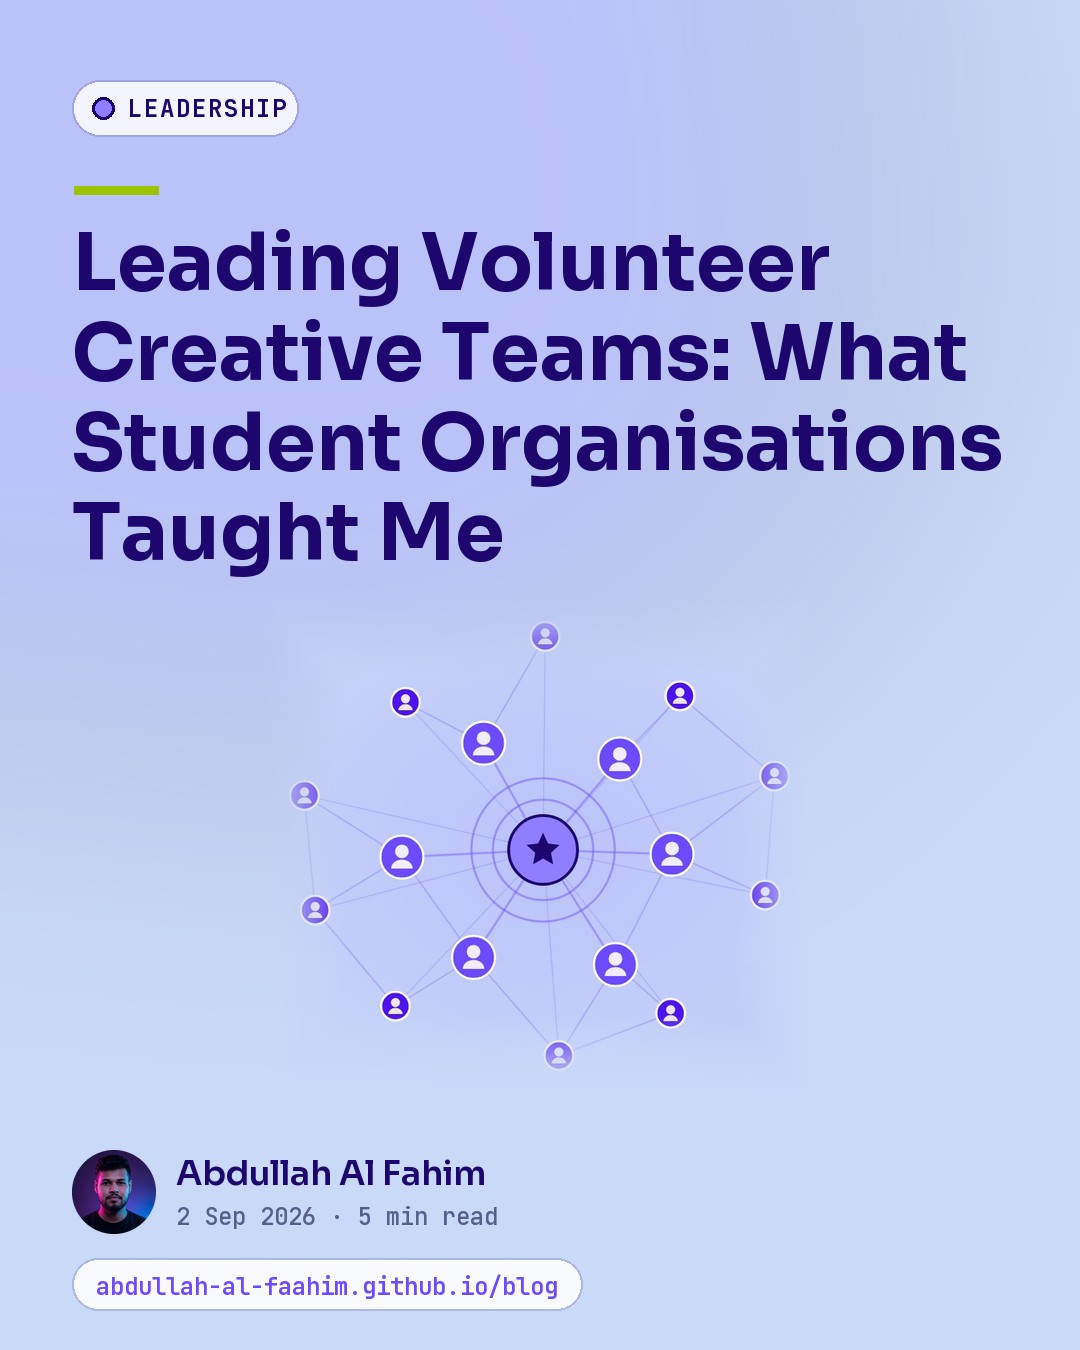 LEADERSHIP
Leading Volunteer
Creative Teams: What
Student Organisations
Taught Me
Abdullah Al Fahim
2 Sep 2026 · 5 min read
abdullah-al-faahim.github.io/blog